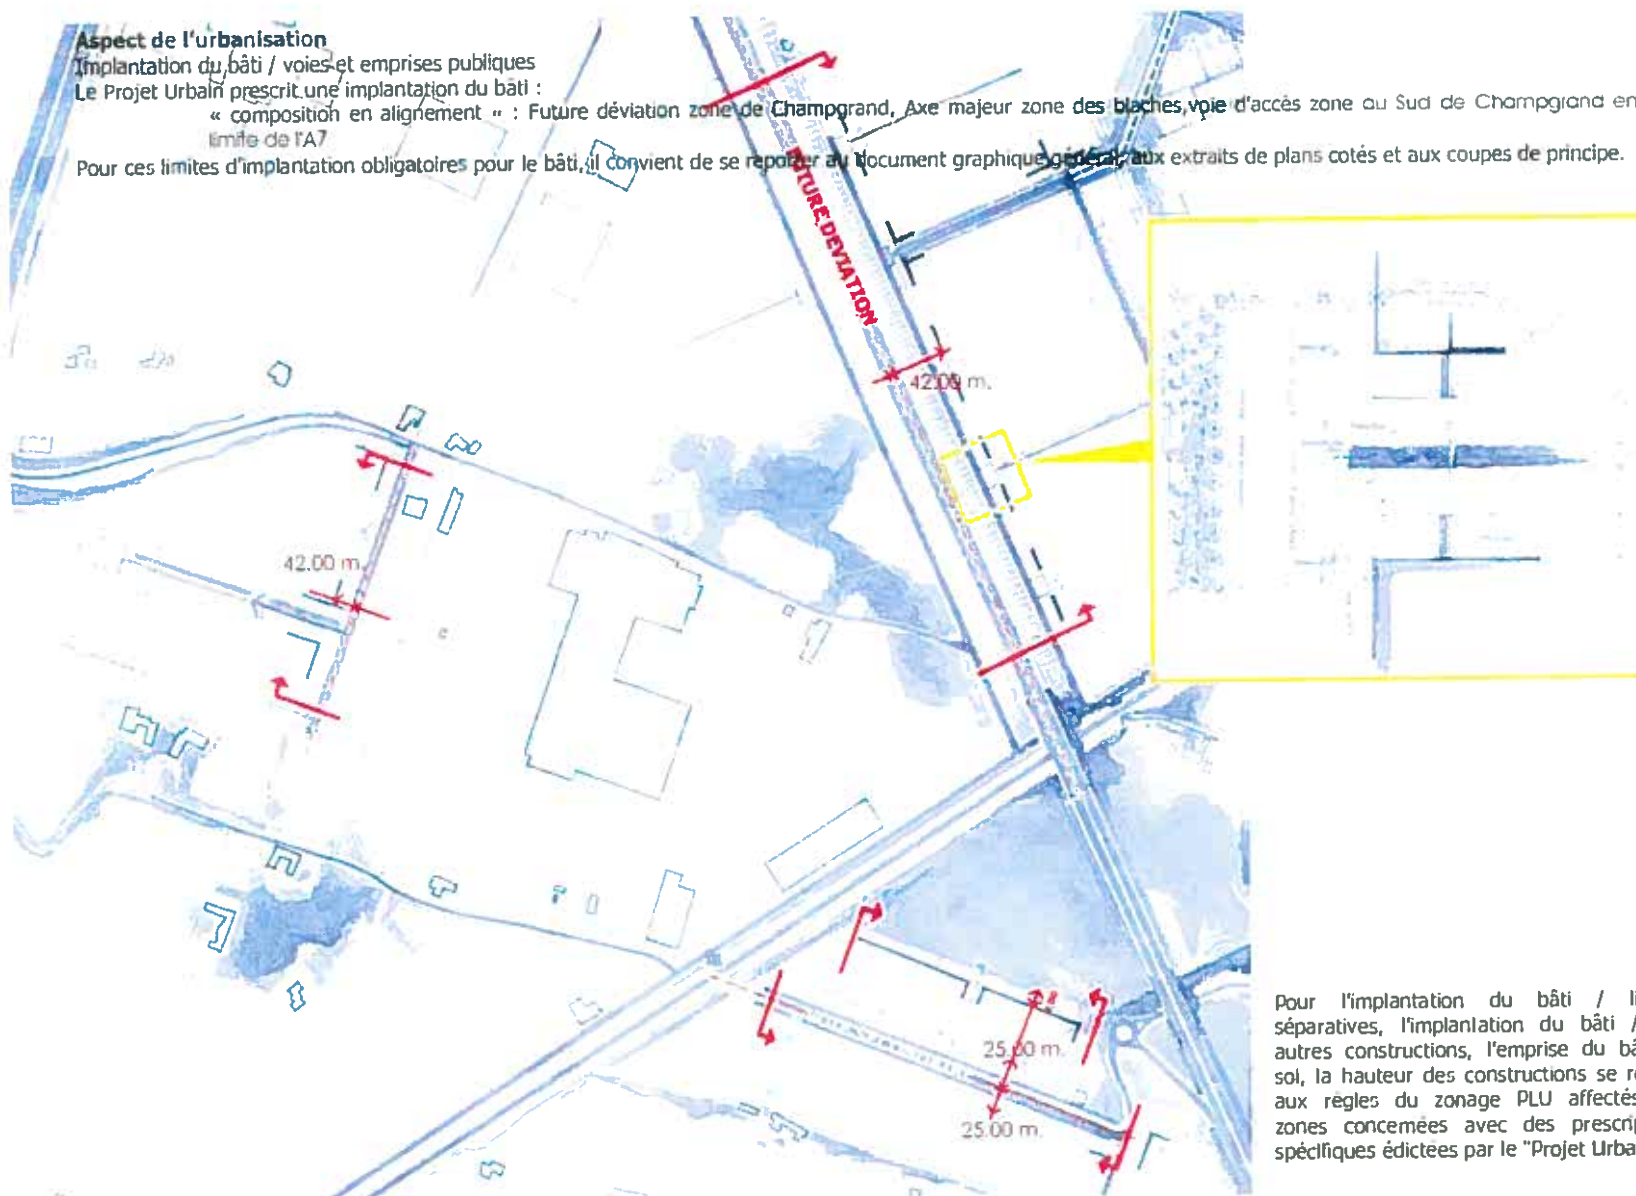 Aspect de l'urbanisation
Implantation du bâti / voies et emprises publiques
Le Projet Urbain prescrit une implantation du bâti :
« composition en alignement " : Future déviation zone de Champgrand, Axe majeur zone des blaches, voie d'accès zone au Sud de Champgrand en
limite de l'A7
Pour ces limites d'implantation obligatoires pour le bâti, il convient de se reporter au document graphique général, aux extraits de plans cotés et aux coupes de principe.
FUTURE DEVIATION
42.00 m.
42.00 m.
25.00 m.
25.00 m.
Pour l'implantation du bâti / li
séparatives, l'implantation du bâti /
autres constructions, l'emprise du bâ
sol, la hauteur des constructions se r
aux règles du zonage PLU affectés
zones concernées avec des prescri
spécifiques édictées par le "Projet Urba